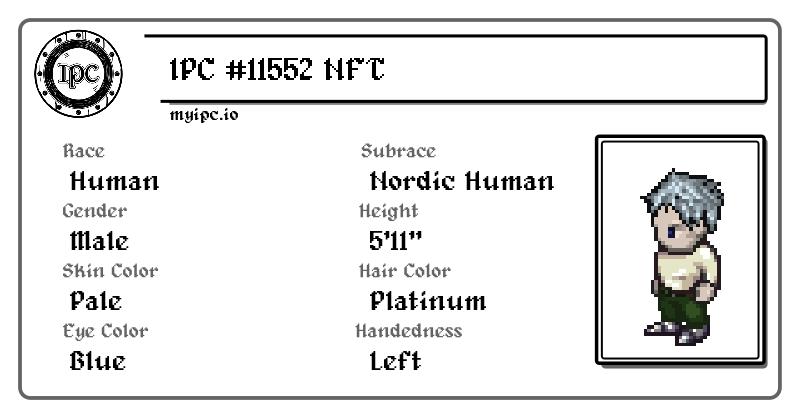 IPC
IPC #11552 NFT
myipc.io
Race
Human
Subrace
Nordic Human
Gender
Male
Height
5'11"
Skin Color
Pale
Hair Color
Platinum
Eye Color
Blue
Handedness
Left